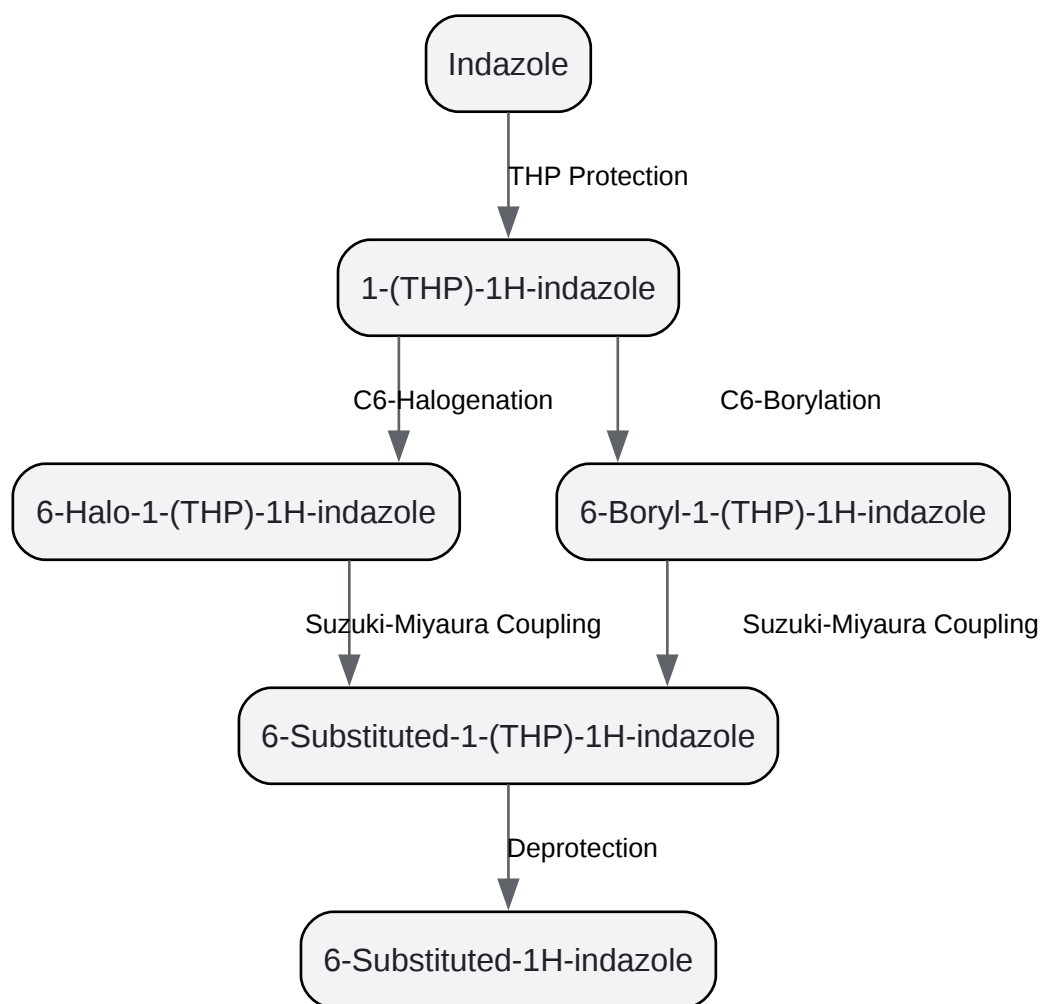 Indazole
THP Protection
1-(THP)-1H-indazole
C6-Halogenation
C6-Borylation
6-Halo-1-(THP)-1H-indazole
6-Boryl-1-(THP)-1H-indazole
Suzuki-Miyaura Coupling
Suzuki-Miyaura Coupling
6-Substituted-1-(THP)-1H-indazole
Deprotection
6-Substituted-1H-indazole